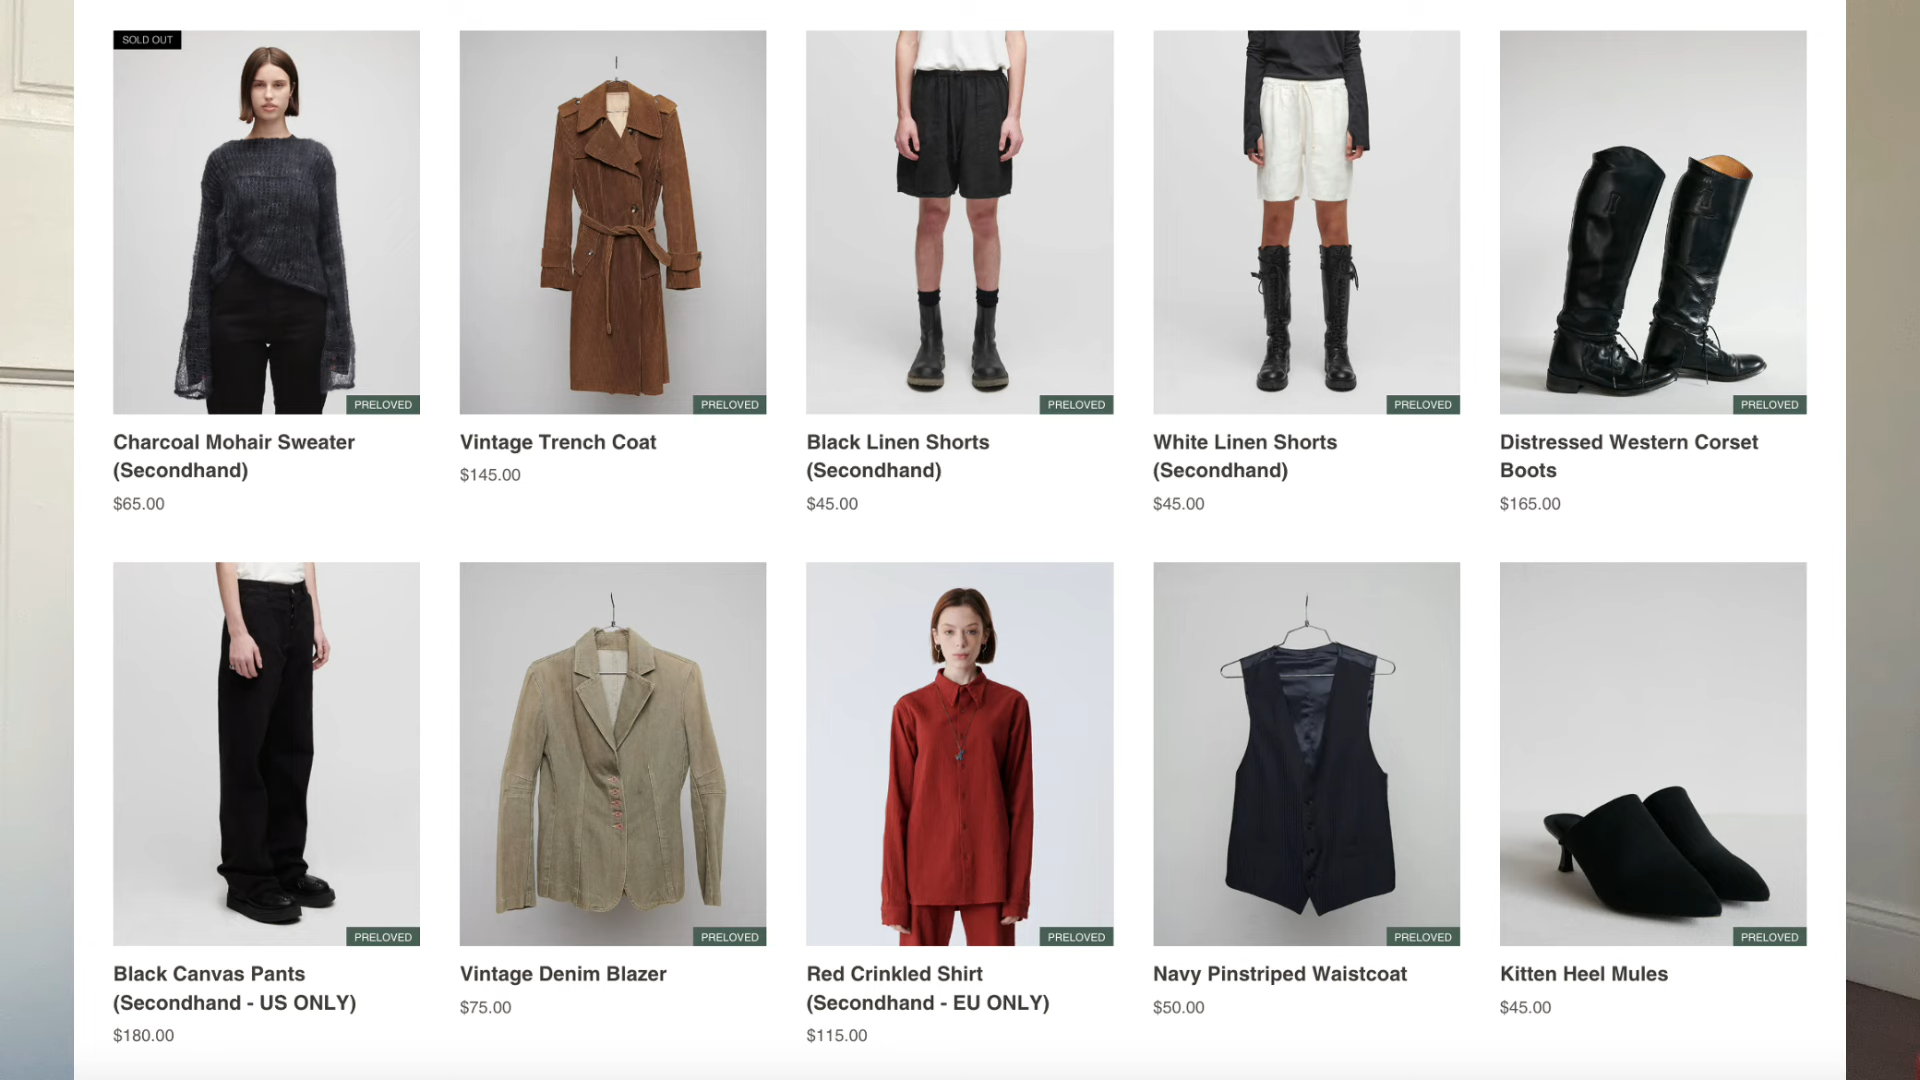 SOLD OUT
PRELOVED
PRELOVED
PRELOVED
PRELOVED
PRELOVED
Charcoal Mohair Sweater
(Secondhand)
$65.00
Vintage Trench Coat
$145.00
Black Linen Shorts
(Secondhand)
$45.00
White Linen Shorts
(Secondhand)
$45.00
Distressed Western Corset
Boots
$165.00
PRELOVED
PRELOVED
PRELOVED
PRELOVED
PRELOVED
Black Canvas Pants
(Secondhand - US ONLY)
$180.00
Vintage Denim Blazer
$75.00
Red Crinkled Shirt
(Secondhand - EU ONLY)
$115.00
Navy Pinstriped Waistcoat
$50.00
Kitten Heel Mules
$45.00